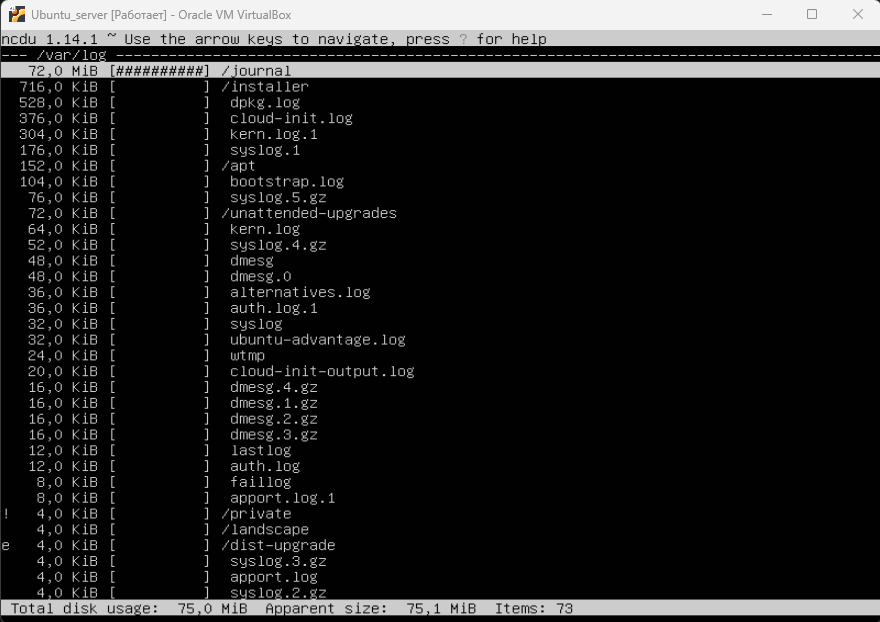 Ubuntu_server [Работает] - Oracle VM VirtualBox
ncdu 1.14.1 ~ Use the arrow keys to navigate, press ? for help
--- /var/log ---------------------------------------------------------------------------------------
72,0 MiB [##########] /journal
716,0 KiB [          ] /installer
528,0 KiB [          ]  dpkg.log
376,0 KiB [          ]  cloud-init.log
304,0 KiB [          ]  kern.log.1
176,0 KiB [          ]  syslog.1
152,0 KiB [          ] /apt
104,0 KiB [          ]  bootstrap.log
76,0 KiB [          ]  syslog.5.gz
72,0 KiB [          ] /unattended-upgrades
64,0 KiB [          ]  kern.log
52,0 KiB [          ]  syslog.4.gz
48,0 KiB [          ]  dmesg
48,0 KiB [          ]  dmesg.0
36,0 KiB [          ]  alternatives.log
36,0 KiB [          ]  auth.log.1
32,0 KiB [          ]  syslog
32,0 KiB [          ]  ubuntu-advantage.log
24,0 KiB [          ]  wtmp
20,0 KiB [          ]  cloud-init-output.log
16,0 KiB [          ]  dmesg.4.gz
16,0 KiB [          ]  dmesg.1.gz
16,0 KiB [          ]  dmesg.2.gz
16,0 KiB [          ]  dmesg.3.gz
12,0 KiB [          ]  lastlog
12,0 KiB [          ]  auth.log
8,0 KiB [          ]  faillog
8,0 KiB [          ]  apport.log.1
! 4,0 KiB [          ] /private
4,0 KiB [          ] /landscape
e 4,0 KiB [          ] /dist-upgrade
4,0 KiB [          ]  syslog.3.gz
4,0 KiB [          ]  apport.log
4,0 KiB [          ]  syslog.2.gz
Total disk usage:  75,0 MiB  Apparent size:  75,1 MiB  Items: 73